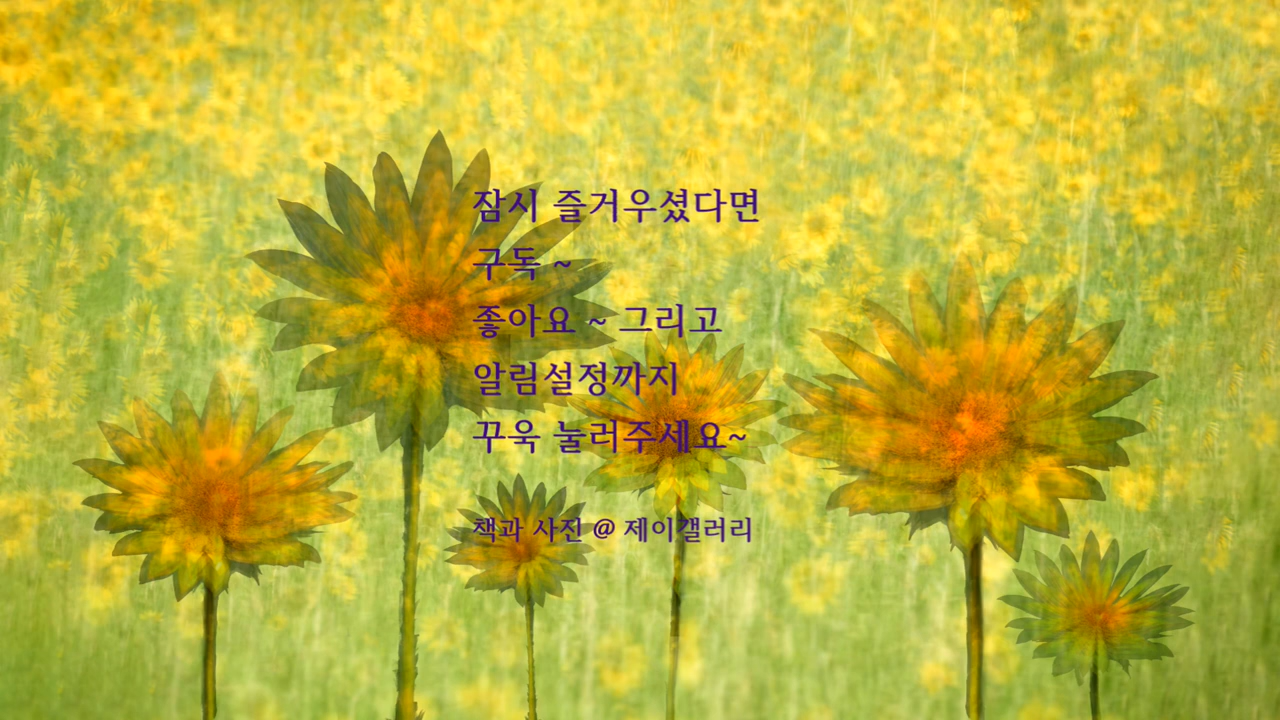 잠시 즐거우셨다면
구독 ~
좋아요 ~ 그리고
알림설정까지
꾸욱 눌러주세요~
책과 사진 @ 제이갤러리